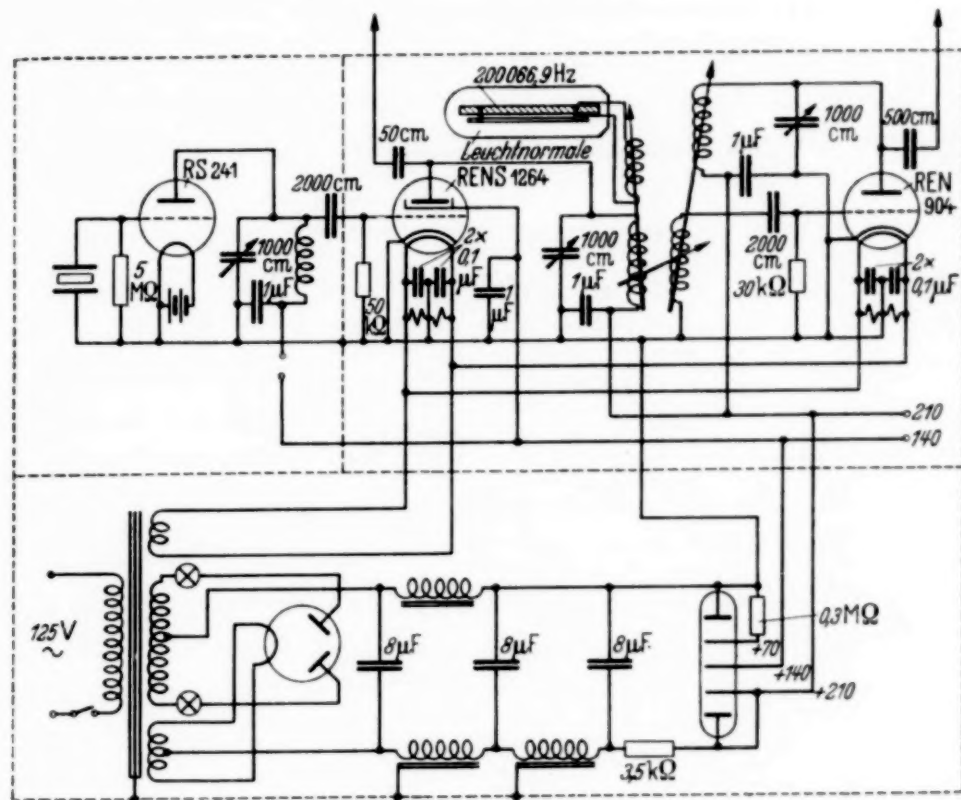 200066,9Hz
Leuchtnormale
50cm
RS 241
2000cm
RENS 1264
1000 cm
1µF
5 MΩ
1000 cm
1µF
50 kΩ
2× 0,1 µF
1 µF
1µF
1000 cm
500cm
REN 904
2000 cm
30kΩ
2× 0,1µF
210
140
125V
~
8µF
8µF
8µF
0,3MΩ
+70
+140
+210
3,5kΩ